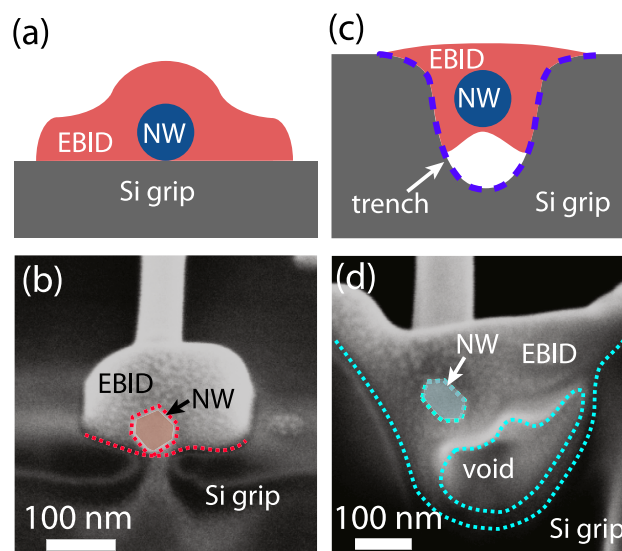 (a)
NW
EBID
Si grip
(c)
EBID
NW
trench
Si grip
(b)
EBID
NW
Si grip
100 nm
(d)
NW
EBID
void
100 nm
Si grip